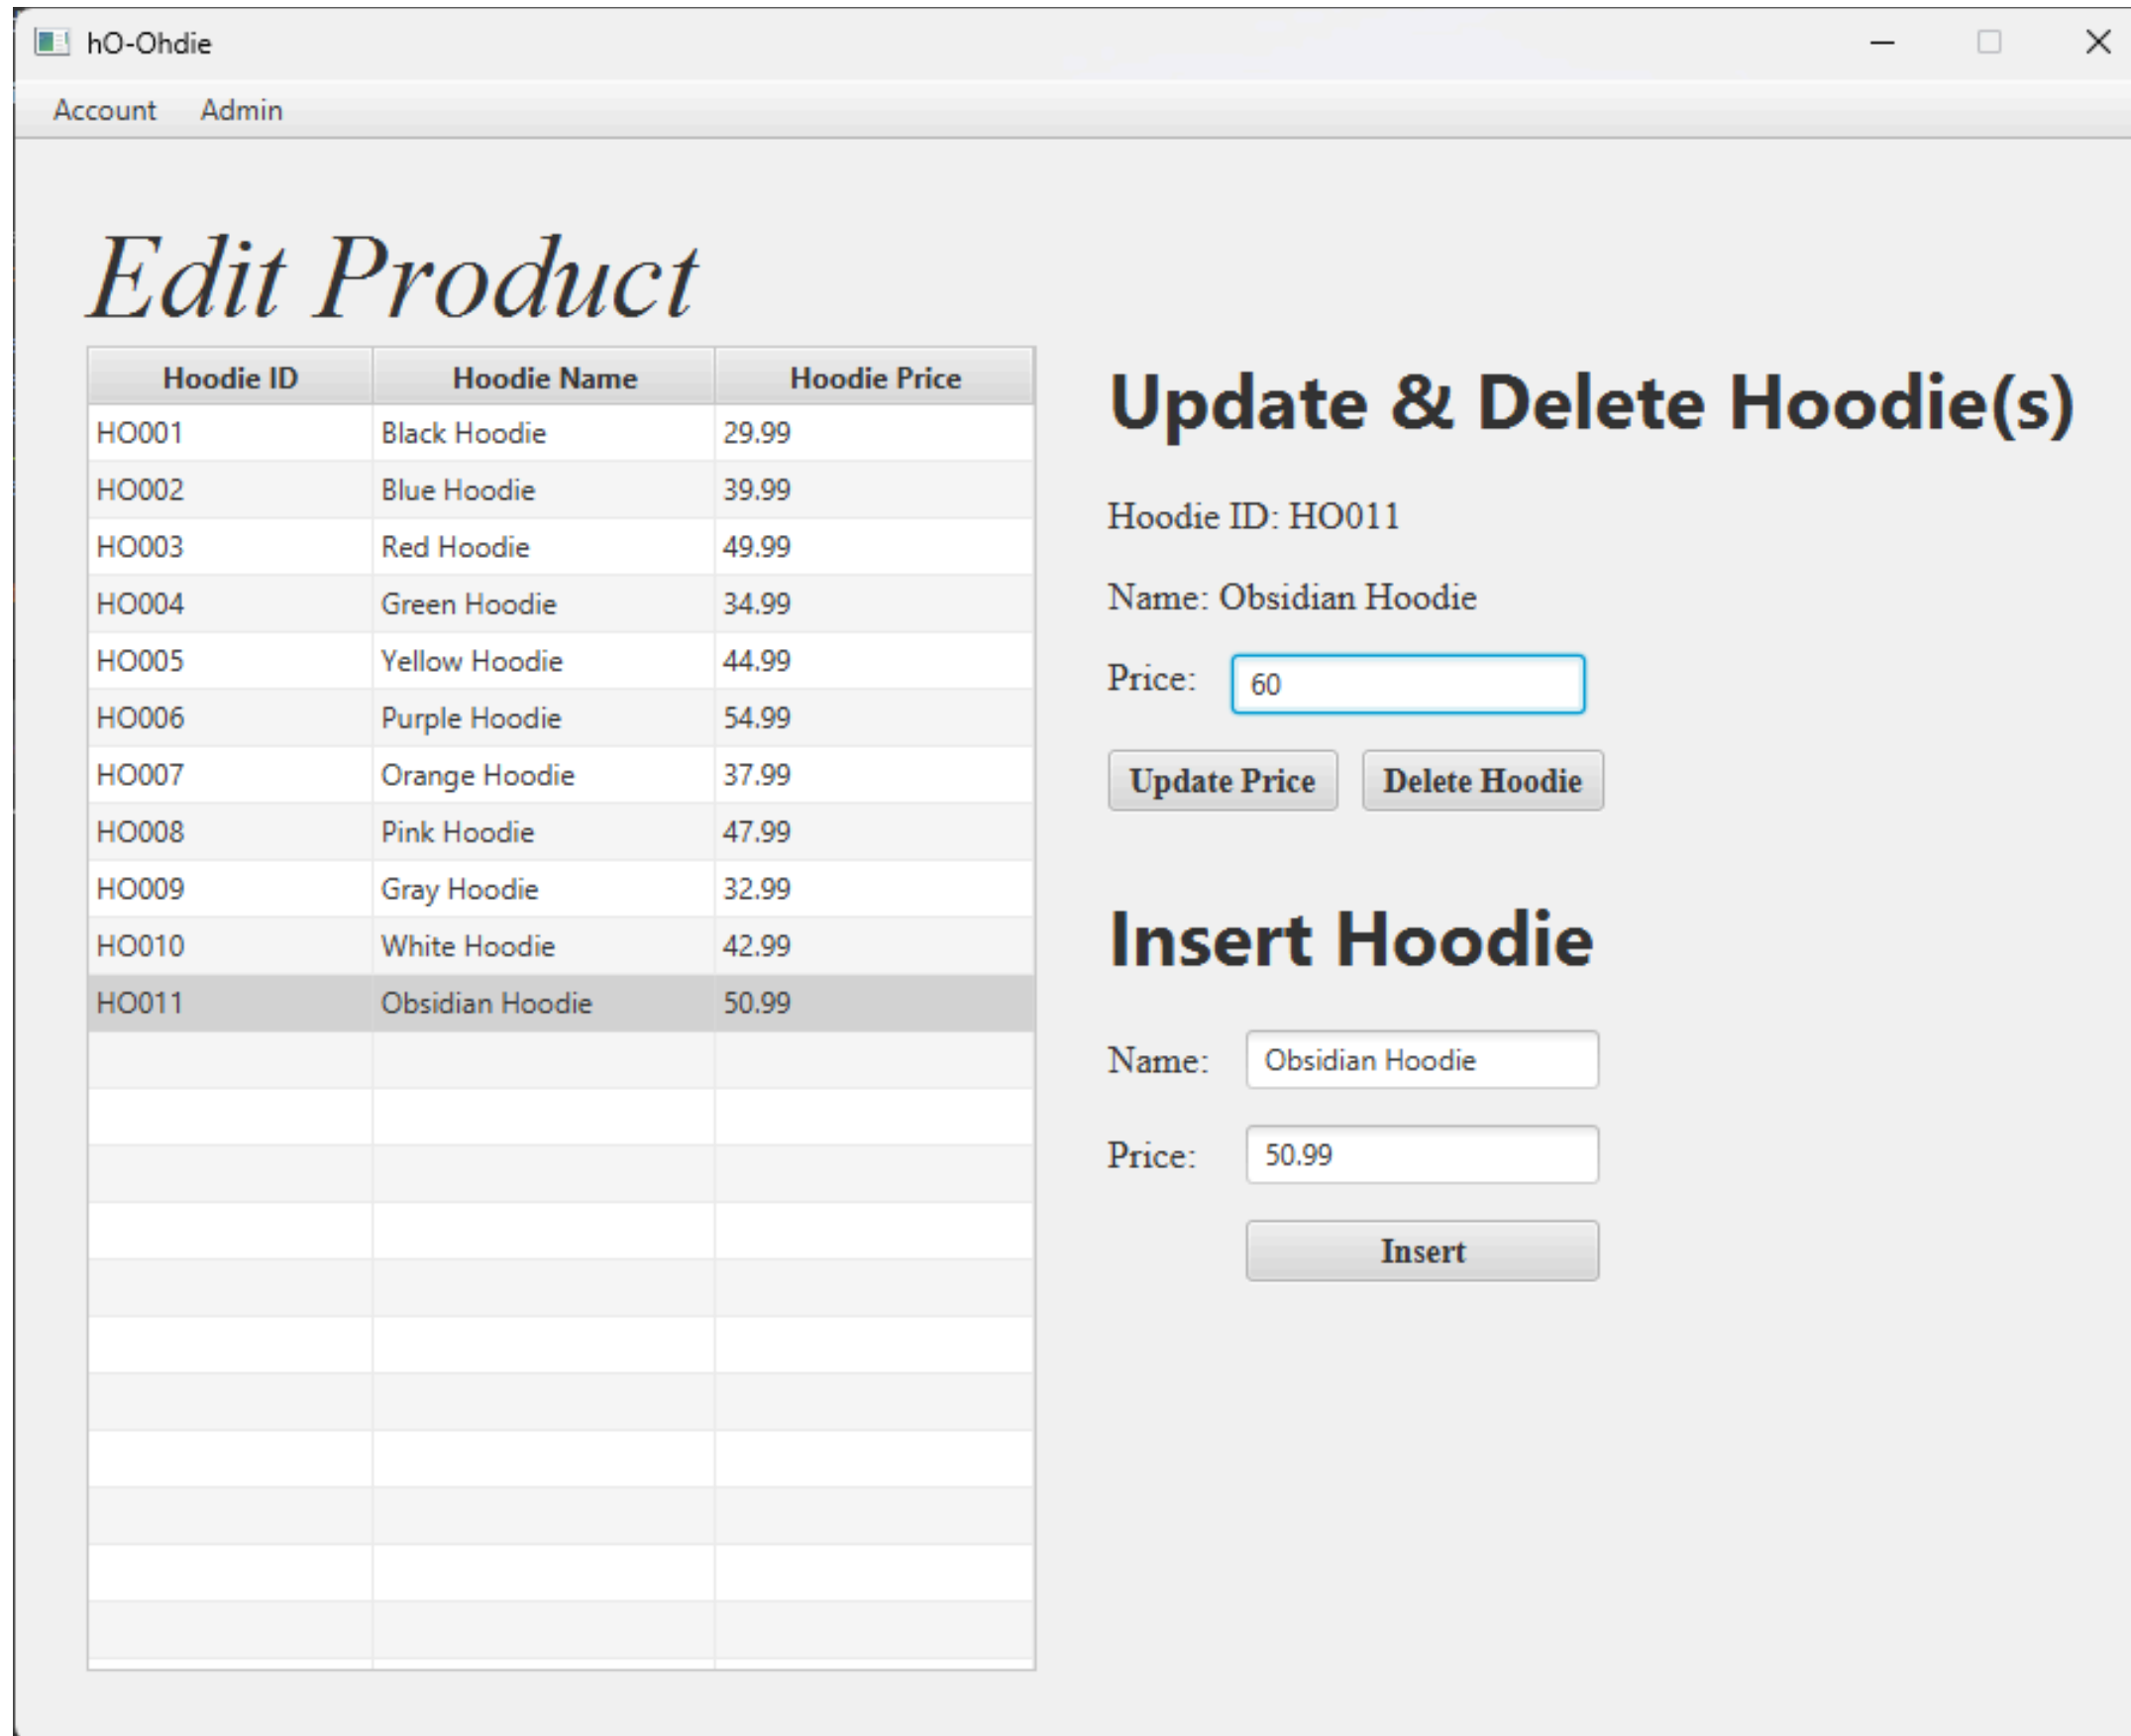 hO-Ohdie
Account Admin
Edit Product
Hoodie ID Hoodie Name Hoodie Price
HO001 Black Hoodie 29.99
HO002 Blue Hoodie 39.99
HO003 Red Hoodie 49.99
HO004 Green Hoodie 34.99
HO005 Yellow Hoodie 44.99
HO006 Purple Hoodie 54.99
HO007 Orange Hoodie 37.99
HO008 Pink Hoodie 47.99
HO009 Gray Hoodie 32.99
HO010 White Hoodie 42.99
HO011 Obsidian Hoodie 50.99
Update & Delete Hoodie(s)
Hoodie ID: HO011
Name: Obsidian Hoodie
Price: 60
Update Price Delete Hoodie
Insert Hoodie
Name: Obsidian Hoodie
Price: 50.99
Insert